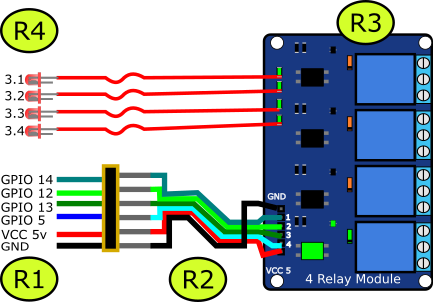 R4
R3
3.1
3.2
3.3
3.4
GPIO 14
GPIO 12
GPIO 13
GPIO 5
VCC 5v
GND
GND
1
2
3
4
VCC 5
4 Relay Module
R1
R2